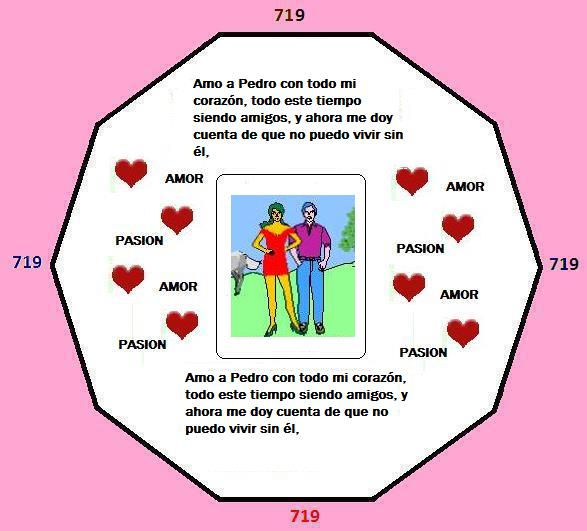 719
Amo a Pedro con todo mi
corazón, todo este tiempo
siendo amigos, y ahora me doy
cuenta de que no puedo vivir sin
él,
AMOR
AMOR
PASION
PASION
719
719
AMOR
AMOR
PASION
PASION
Amo a Pedro con todo mi corazón,
todo este tiempo siendo amigos, y
ahora me doy cuenta de que no
puedo vivir sin él,
719